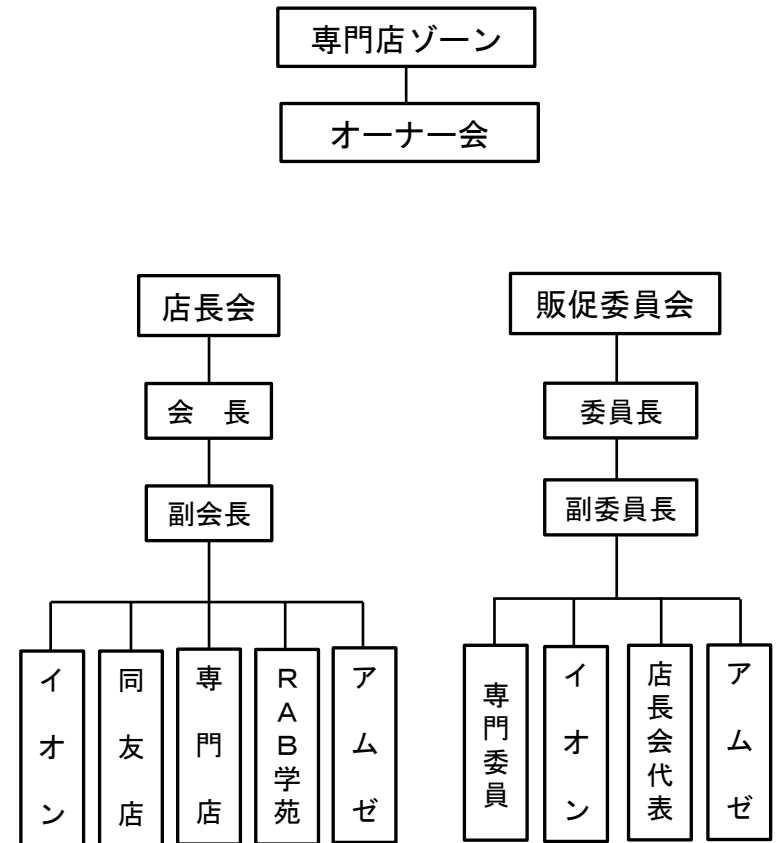 専門店ゾーン
オーナー会
店長会
会　長
副会長
イオン
同友店
専門店
ＲＡＢ学苑
アムゼ
販促委員会
委員長
副委員長
専門委員
イオン
店長会代表
アムゼ